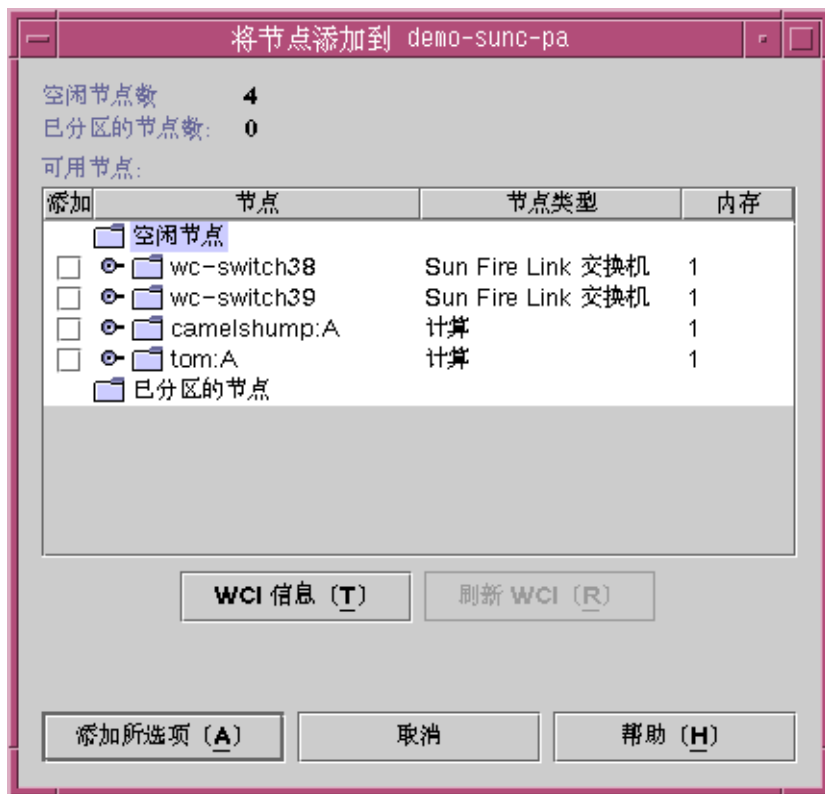 将节点添加到 demo-sunc-pa
空闲节点数 4
已分区的节点数: 0
可用节点:
添加 节点 节点类型 内存
空闲节点
wc-switch38 Sun Fire Link 交换机 1
wc-switch39 Sun Fire Link 交换机 1
camelshump:A 计算 1
tom:A 计算 1
已分区的节点
WCI 信息 (T) 刷新 WCI (R)
添加所选项 (A) 取消 帮助 (H)